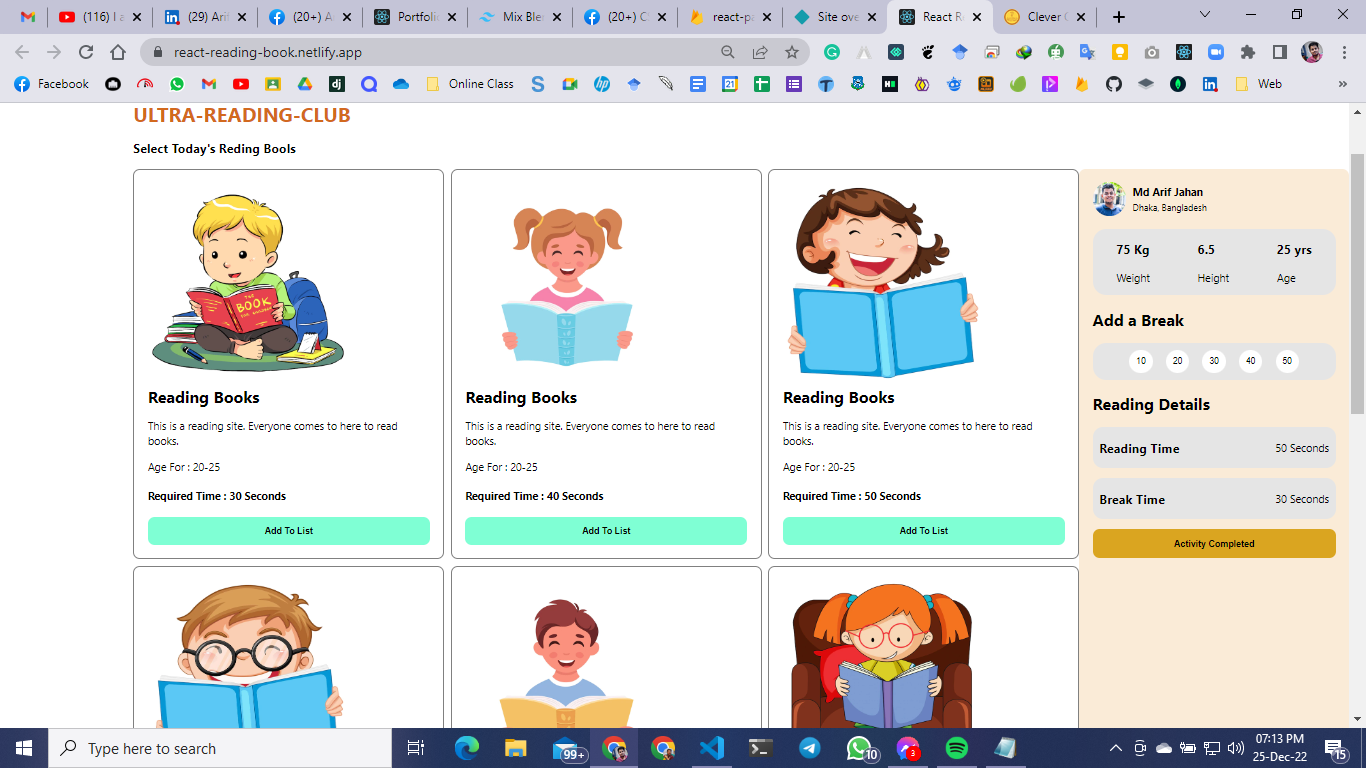 (116) I a
(29) Arif
(20+) A
Portfoli
Mix Ble
(20+) C
react-pa
Site ove
React R
Clever
react-reading-book.netlify.app
Facebook
Online Class
Web
ULTRA-READING-CLUB
Select Today's Reding Bools
THE
BOOK
Reading Books
This is a reading site. Everyone comes to here to read
books.
Age For : 20-25
Required Time : 30 Seconds
Add To List
Reading Books
This is a reading site. Everyone comes to here to read
books.
Age For : 20-25
Required Time : 40 Seconds
Add To List
Reading Books
This is a reading site. Everyone comes to here to read
books.
Age For : 20-25
Required Time : 50 Seconds
Add To List
Md Arif Jahan
Dhaka, Bangladesh
75 Kg 6.5 25 yrs
Weight Height Age
Add a Break
10 20 30 40 50
Reading Details
Reading Time 50 Seconds
Break Time 30 Seconds
Activity Completed
Type here to search
99+
10
3
07:13 PM
25-Dec-22
15